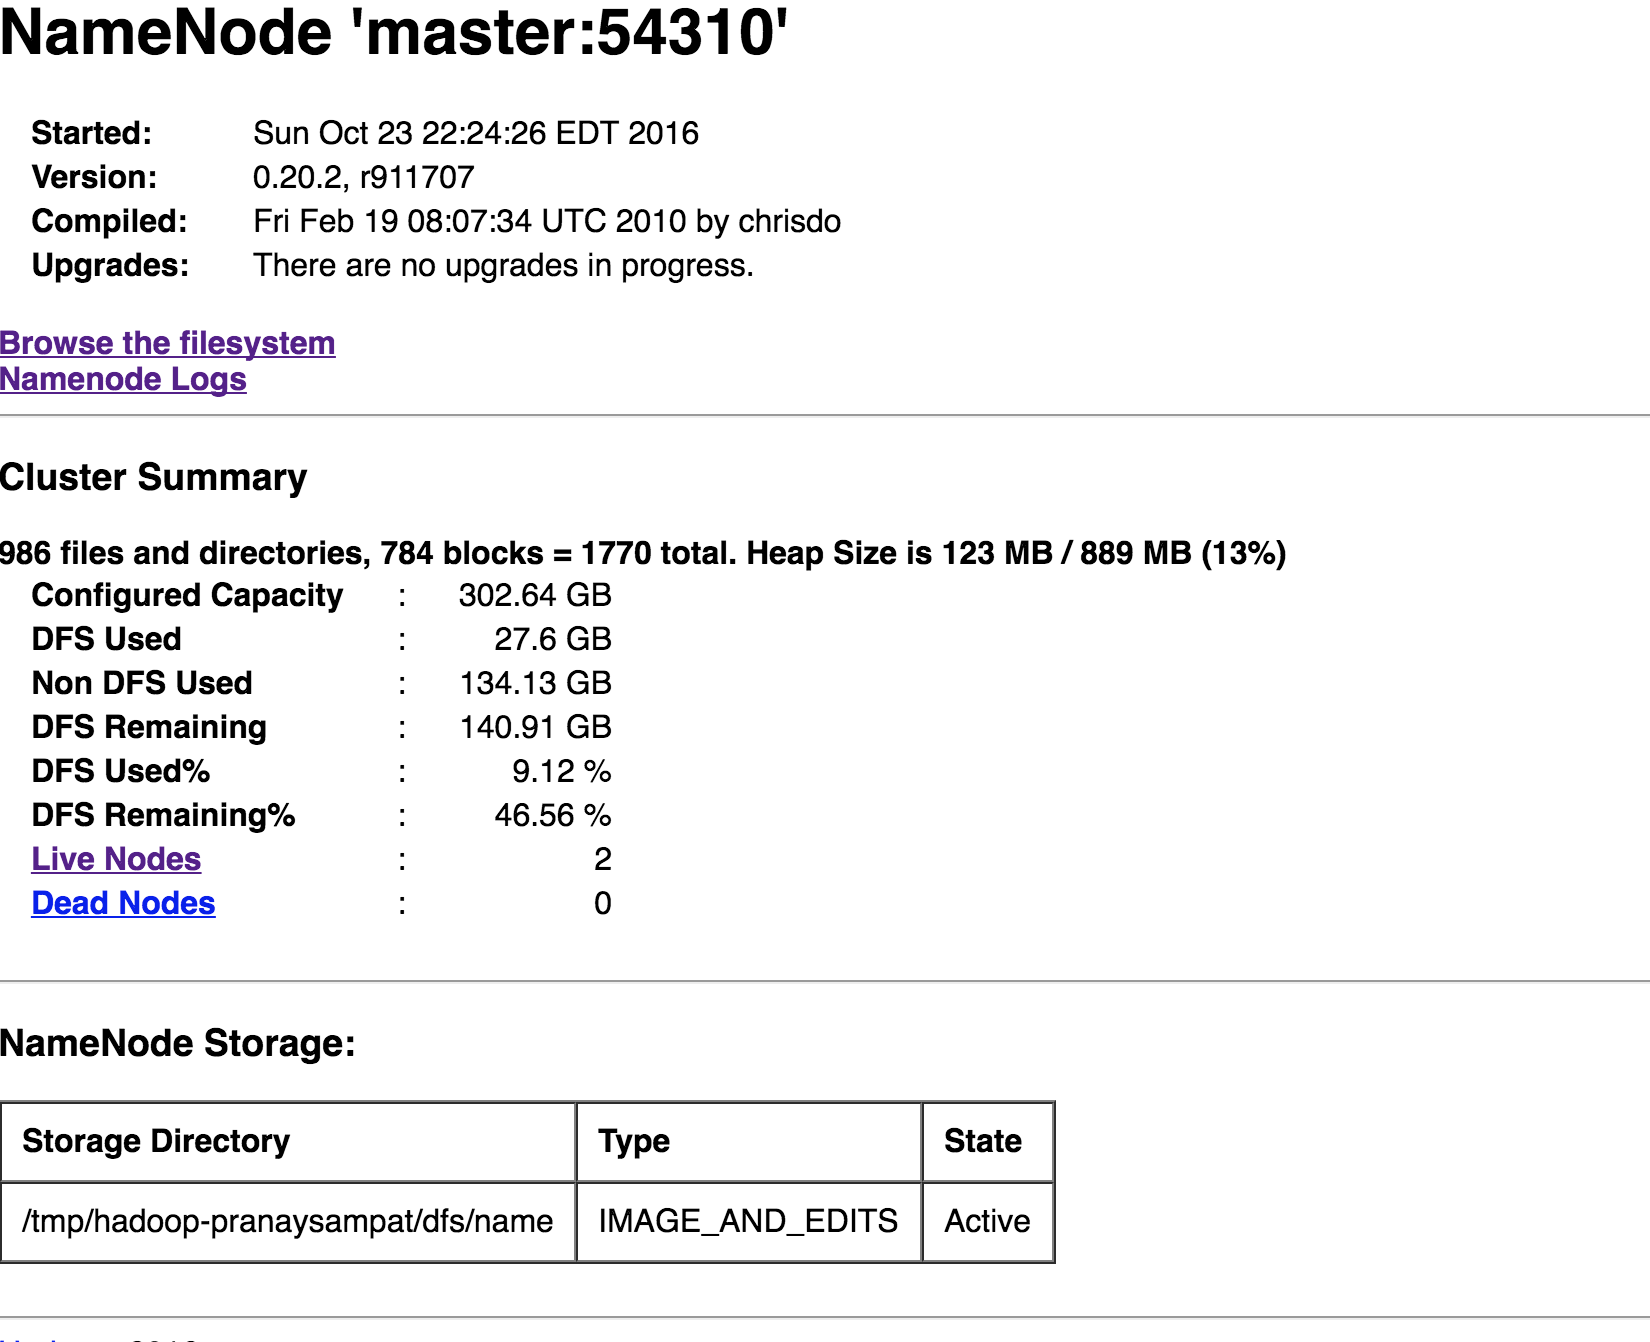 NameNode 'master:54310'
Started: Sun Oct 23 22:24:26 EDT 2016
Version: 0.20.2, r911707
Compiled: Fri Feb 19 08:07:34 UTC 2010 by chrisdo
Upgrades: There are no upgrades in progress.
Browse the filesystem
Namenode Logs
Cluster Summary
986 files and directories, 784 blocks = 1770 total. Heap Size is 123 MB / 889 MB (13%)
Configured Capacity : 302.64 GB
DFS Used : 27.6 GB
Non DFS Used : 134.13 GB
DFS Remaining : 140.91 GB
DFS Used% : 9.12 %
DFS Remaining% : 46.56 %
Live Nodes : 2
Dead Nodes : 0
NameNode Storage:
Storage Directory Type State
/tmp/hadoop-pranaysampat/dfs/name IMAGE_AND_EDITS Active